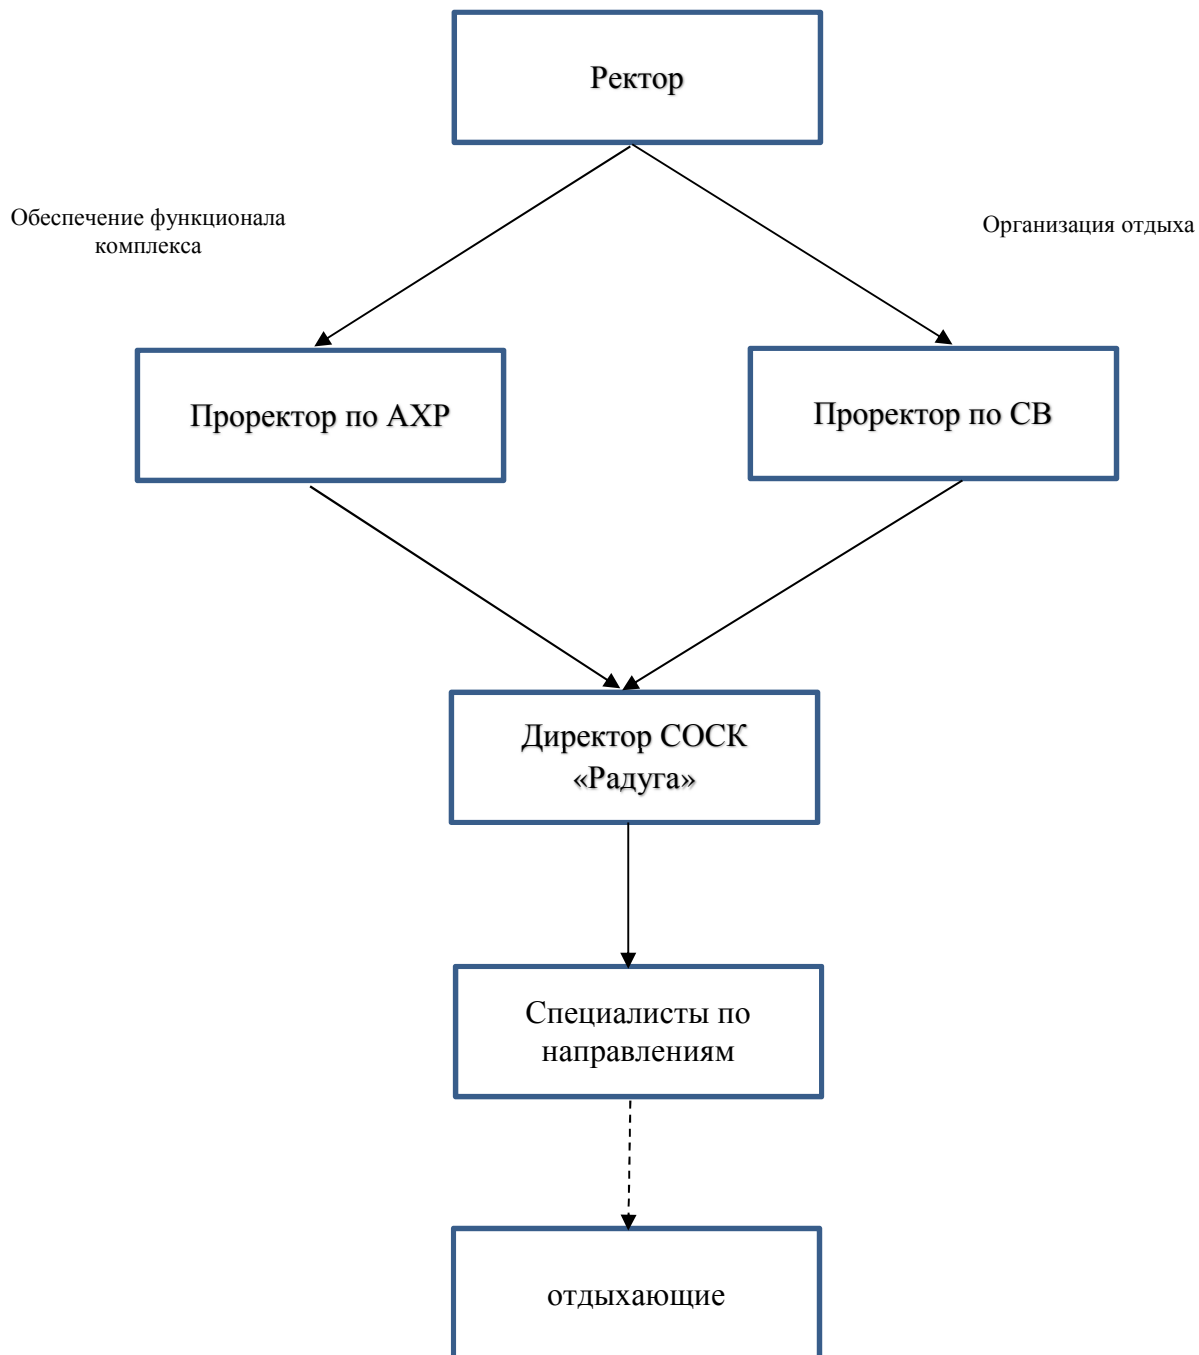 Ректор
Обеспечение функционала
комплекса
Организация отдыха
Проректор по АХР
Проректор по СВ
Директор СОСК
«Радуга»
Специалисты по
направлениям
отдыхающие